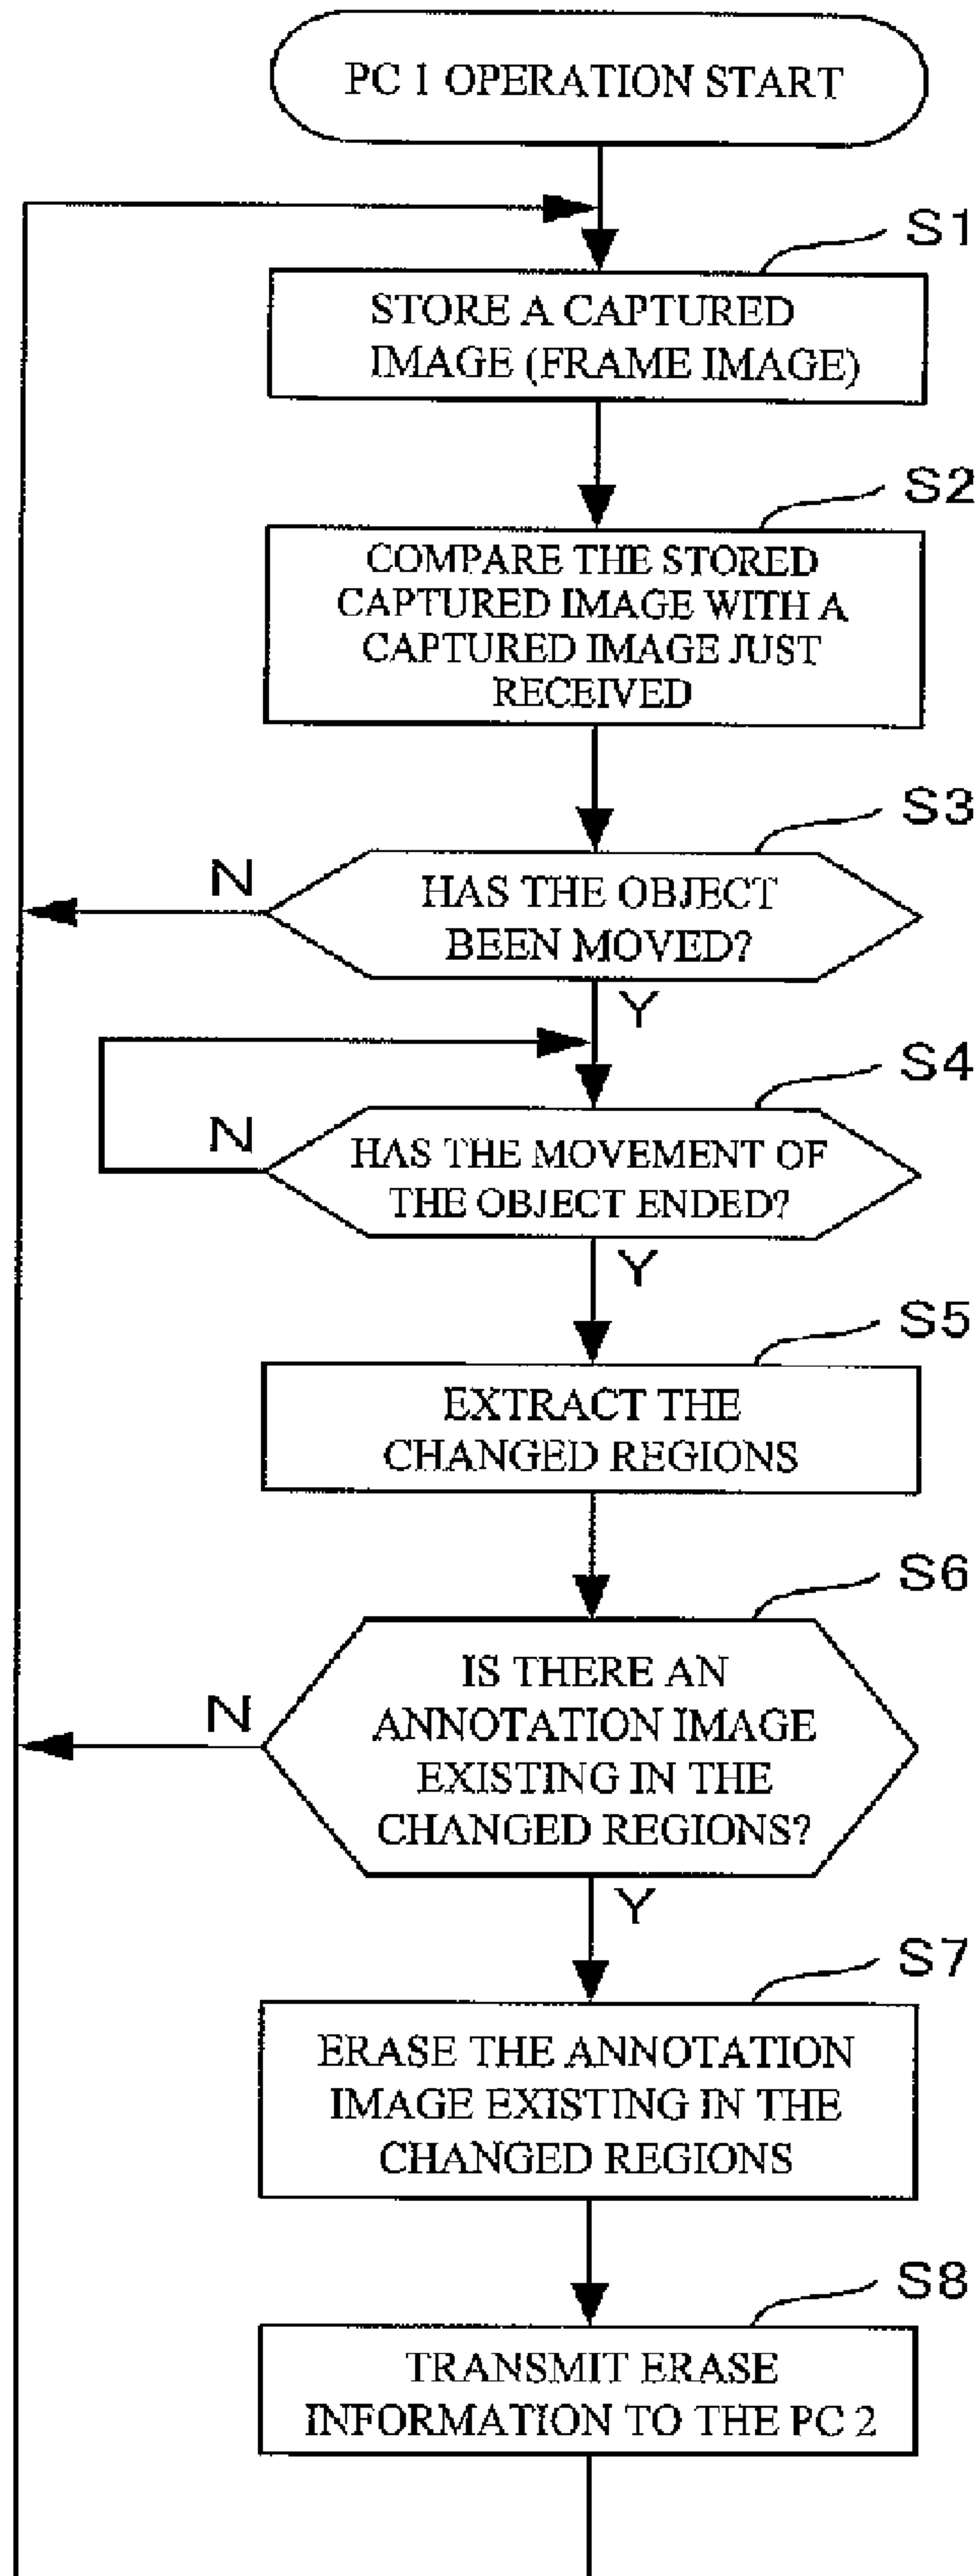 PC 1 OPERATION START
S1
STORE A CAPTURED
IMAGE (FRAME IMAGE)
S2
COMPARE THE STORED
CAPTURED IMAGE WITH A
CAPTURED IMAGE JUST
RECEIVED
S3
N
HAS THE OBJECT
BEEN MOVED?
Y
S4
N
HAS THE MOVEMENT OF
THE OBJECT ENDED?
Y
S5
EXTRACT THE
CHANGED REGIONS
S6
N
IS THERE AN
ANNOTATION IMAGE
EXISTING IN THE
CHANGED REGIONS?
Y
S7
ERASE THE ANNOTATION
IMAGE EXISTING IN THE
CHANGED REGIONS
S8
TRANSMIT ERASE
INFORMATION TO THE PC 2